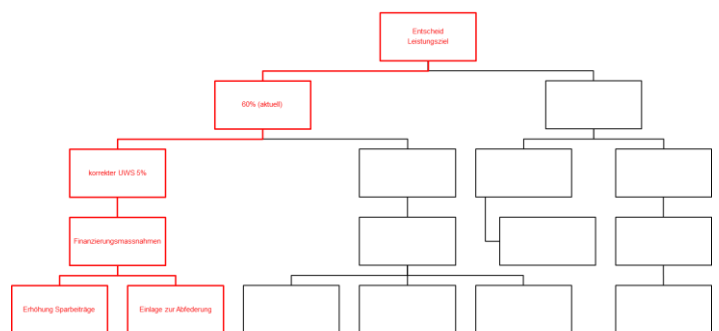 Entscheid
Leistungsziel
60% (aktuell)
korrekter UWS 5%
Finanzierungsmassnahmen
Erhöhung Sparbeiträge
Einlage zur Abfederung